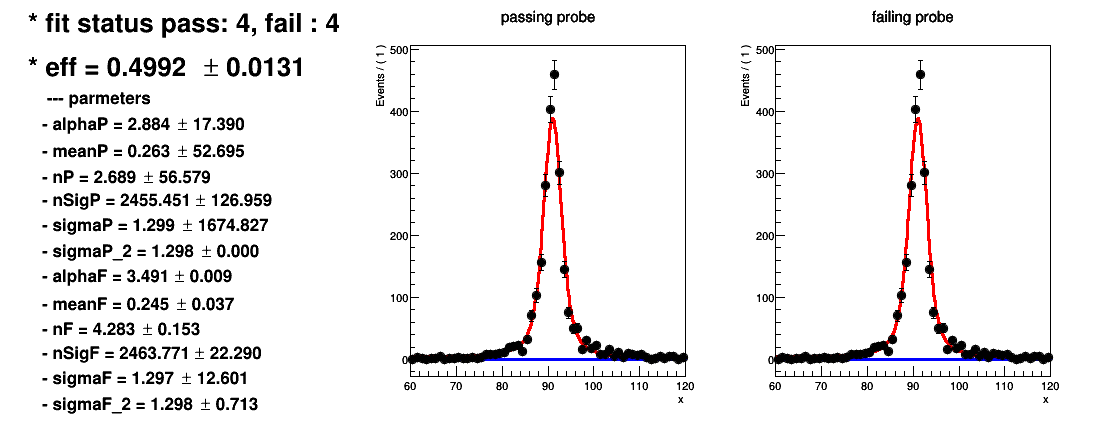 * fit status pass: 4, fail : 4
* eff = 0.4992 ± 0.0131
--- parmeters
- alphaP = 2.884 ± 17.390
- meanP = 0.263 ± 52.695
- nP = 2.689 ± 56.579
- nSigP = 2455.451 ± 126.959
- sigmaP = 1.299 ± 1674.827
- sigmaP_2 = 1.298 ± 0.000
- alphaF = 3.491 ± 0.009
- meanF = 0.245 ± 0.037
- nF = 4.283 ± 0.153
- nSigF = 2463.771 ± 22.290
- sigmaF = 1.297 ± 12.601
- sigmaF_2 = 1.298 ± 0.713
passing probe
Events / ( 1 )
500
400
300
200
100
0
60 70 80 90 100 110 120
x
failing probe
Events / ( 1 )
500
400
300
200
100
0
60 70 80 90 100 110 120
x